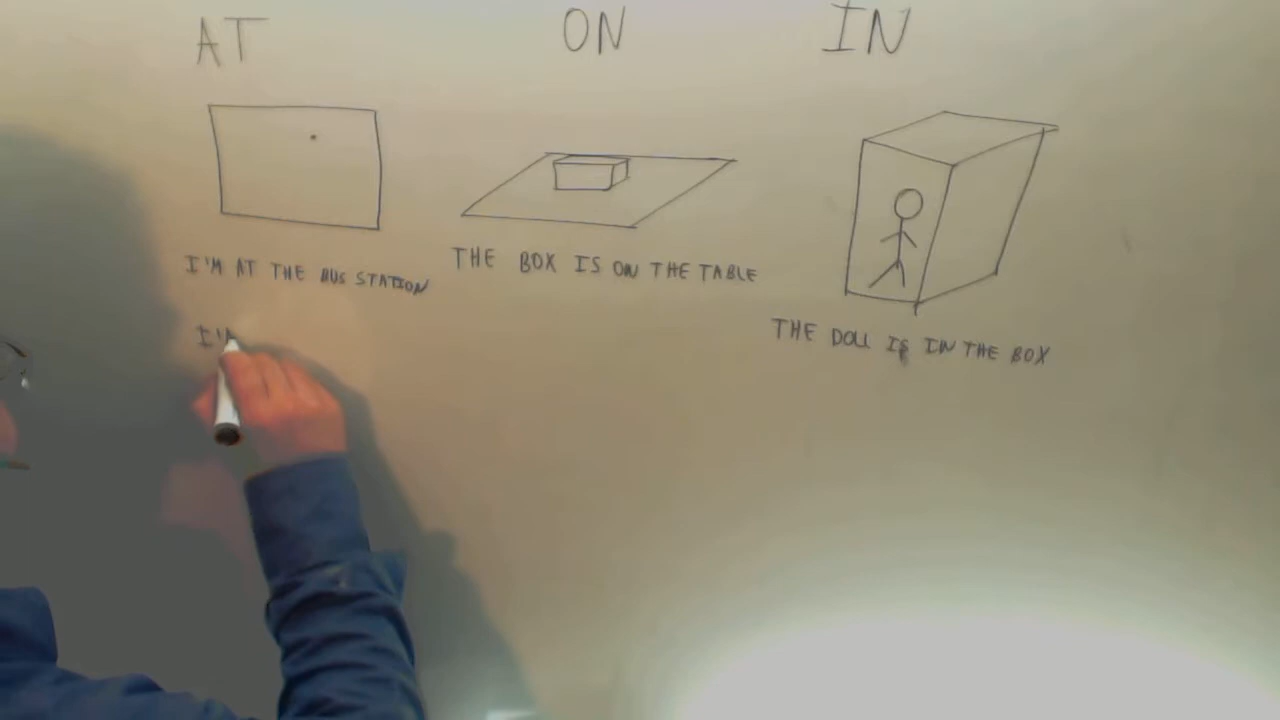 AT
ON
IN
I'M AT THE BUS STATION
THE BOX IS ON THE TABLE
THE DOLL IS IN THE BOX
I'M